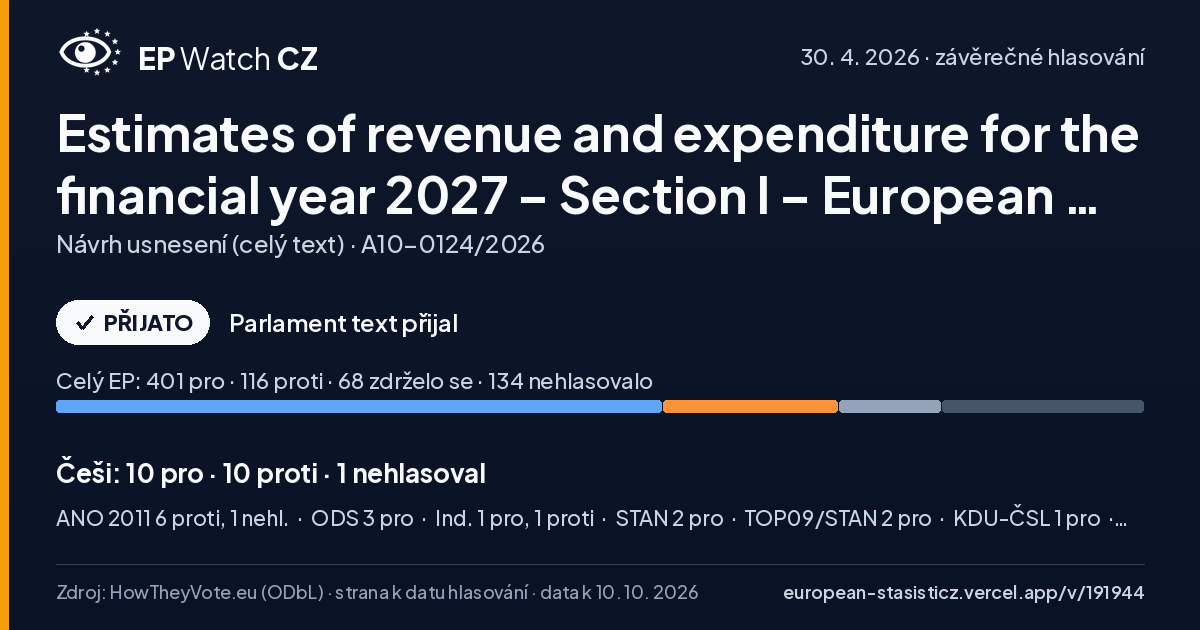 EP Watch CZ
30. 4. 2026 · závěrečné hlasování
Estimates of revenue and expenditure for the
financial year 2027 – Section I – European ...
Návrh usnesení (celý text) · A10-0124/2026
✓ PŘIJATO
Parlament text přijal
Celý EP: 401 pro · 116 proti · 68 zdrželo se · 134 nehlasovalo
Češi: 10 pro · 10 proti · 1 nehlasoval
ANO 2011 6 proti, 1 nehl. · ODS 3 pro · Ind. 1 pro, 1 proti · STAN 2 pro · TOP09/STAN 2 pro · KDU-ČSL 1 pro ·...
Zdroj: HowTheyVote.eu (ODbL) · strana k datu hlasování · data k 10. 10. 2026
european-stasisticz.vercel.app/v/191944